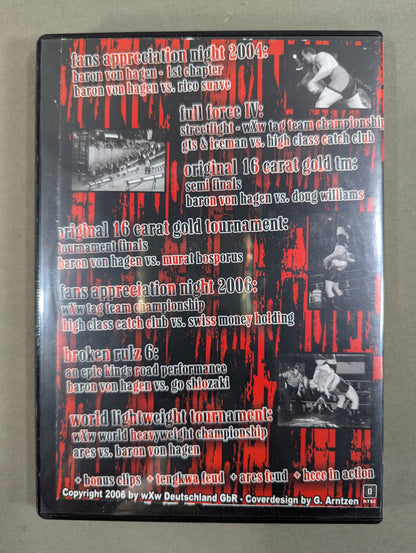 fans appreciation night 2004:
baron von hagen - 1st chapter
baron von hagen vs. rico suave
full force IV:
streetfight - wXw tag team championship
gts & iceman vs. high class catch club
original 16 carat gold tm:
semi finals
baron von hagen vs. doug williams
original 16 carat gold tournament:
tournament finals
baron von hagen vs. murat bosporus
fans appreciation night 2006:
wXw tag team championship
high class catch club vs. swiss money holding
broken rulz 6:
an epic kings road performance
baron von hagen vs. go shiozaki
world lightweight tournament:
wXw world heavyweight championship
ares vs. baron von hagen
+ bonus clips + tengkwa feud + ares feud + hccc in action
Copyright 2006 by wXw Deutschland GbR - Coverdesign by G. Arntzen
0
NTSC